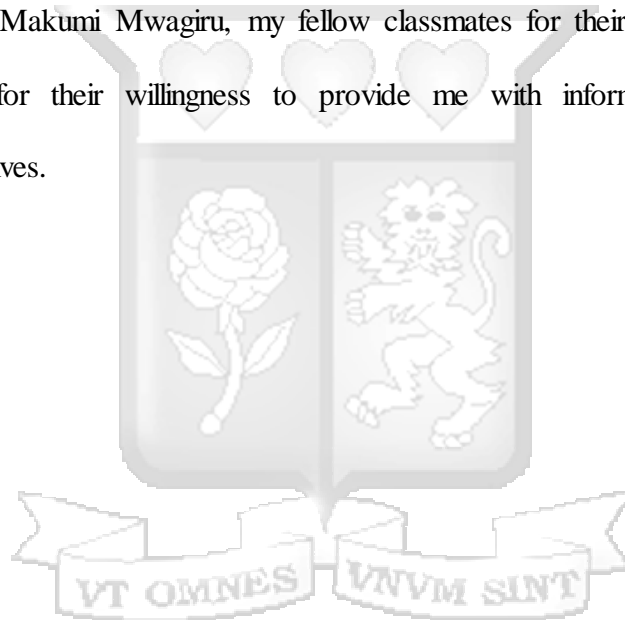 Makumi Mwagiru, my fellow classmates for their
for their willingness to provide me with inform
ves.
VT OMNES VNVM SINT